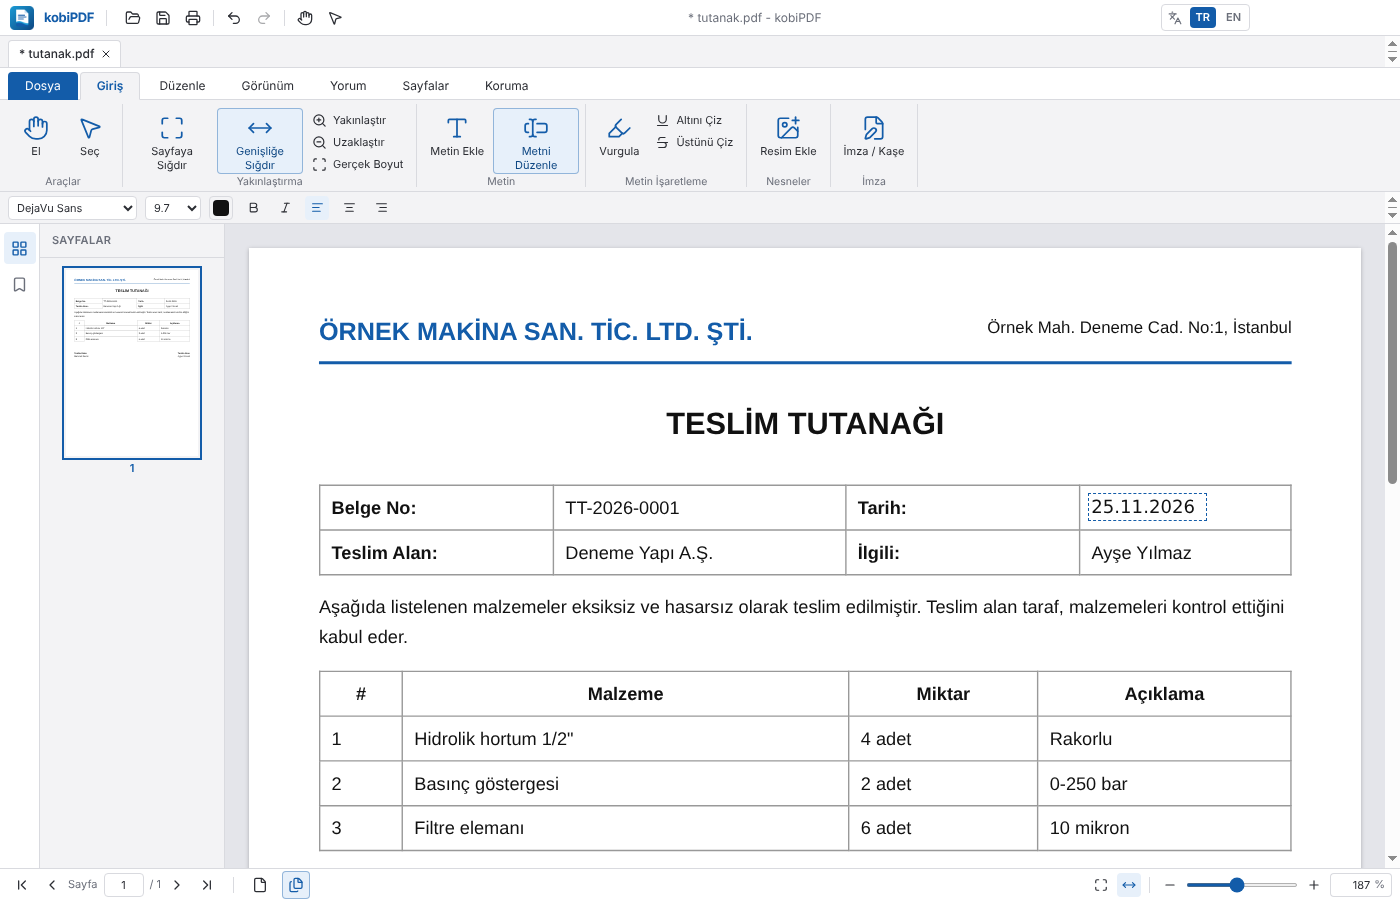 kobiPDF
* tutanak.pdf - kobiPDF
TR EN
* tutanak.pdf
Dosya Giriş Düzenle Görünüm Yorum Sayfalar Koruma
El Seç
Araçlar
Sayfaya Sığdır
Genişliğe Sığdır
Yakınlaştır
Uzaklaştır
Gerçek Boyut
Yakınlaştırma
Metin Ekle
Metni Düzenle
Metin
Vurgula
Altını Çiz
Üstünü Çiz
Metin İşaretleme
Resim Ekle
Nesneler
İmza / Kaşe
İmza
DejaVu Sans 9.7 B I
SAYFALAR
1
ÖRNEK MAKİNA SAN. TİC. LTD. ŞTİ.
Örnek Mah. Deneme Cad. No:1, İstanbul
TESLİM TUTANAĞI
Belge No: TT-2026-0001 Tarih: 25.11.2026
Teslim Alan: Deneme Yapı A.Ş. İlgili: Ayşe Yılmaz
Aşağıda listelenen malzemeler eksiksiz ve hasarsız olarak teslim edilmiştir. Teslim alan taraf, malzemeleri kontrol ettiğini
kabul eder.
# Malzeme Miktar Açıklama
1 Hidrolik hortum 1/2" 4 adet Rakorlu
2 Basınç göstergesi 2 adet 0-250 bar
3 Filtre elemanı 6 adet 10 mikron
Sayfa 1 / 1
187 %